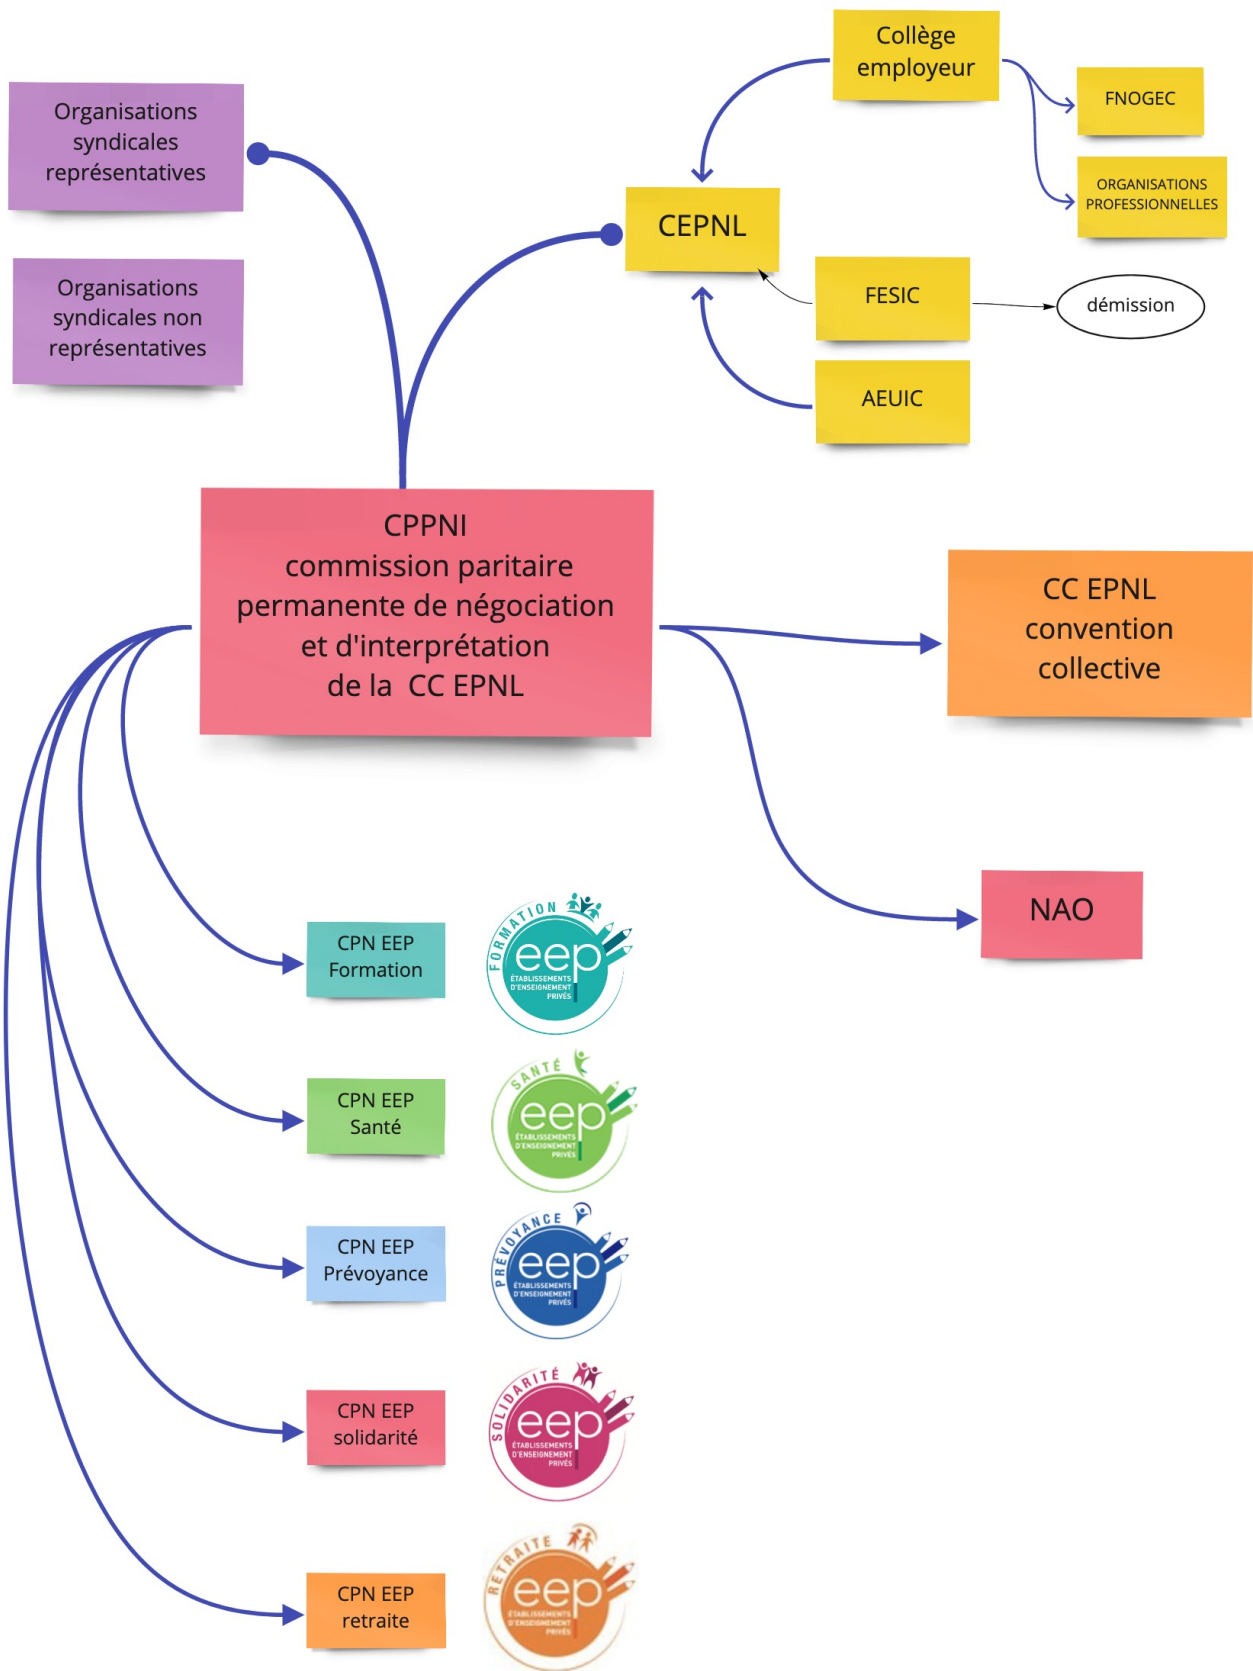 Collège
employeur
FNOGEC
ORGANISATIONS
PROFESSIONNELLES
Organisations
syndicales
représentatives
CEPNL
Organisations
syndicales non
représentatives
FESIC
démission
AEUIC
CPPNI
commission paritaire
permanente de négociation
et d'interprétation
de la CC EPNL
CC EPNL
convention
collective
NAO
CPN EEP
Formation
FORMATION
eep
ÉTABLISSEMENTS
D'ENSEIGNEMENT
PRIVÉS
CPN EEP
Santé
SANTÉ
eep
ÉTABLISSEMENTS
D'ENSEIGNEMENT
PRIVÉS
CPN EEP
Prévoyance
PRÉVOYANCE
eep
ÉTABLISSEMENTS
D'ENSEIGNEMENT
PRIVÉS
CPN EEP
solidarité
SOLIDARITÉ
eep
ÉTABLISSEMENTS
D'ENSEIGNEMENT
PRIVÉS
CPN EEP
retraite
RETRAITE
eep
ÉTABLISSEMENTS
D'ENSEIGNEMENT
PRIVÉS